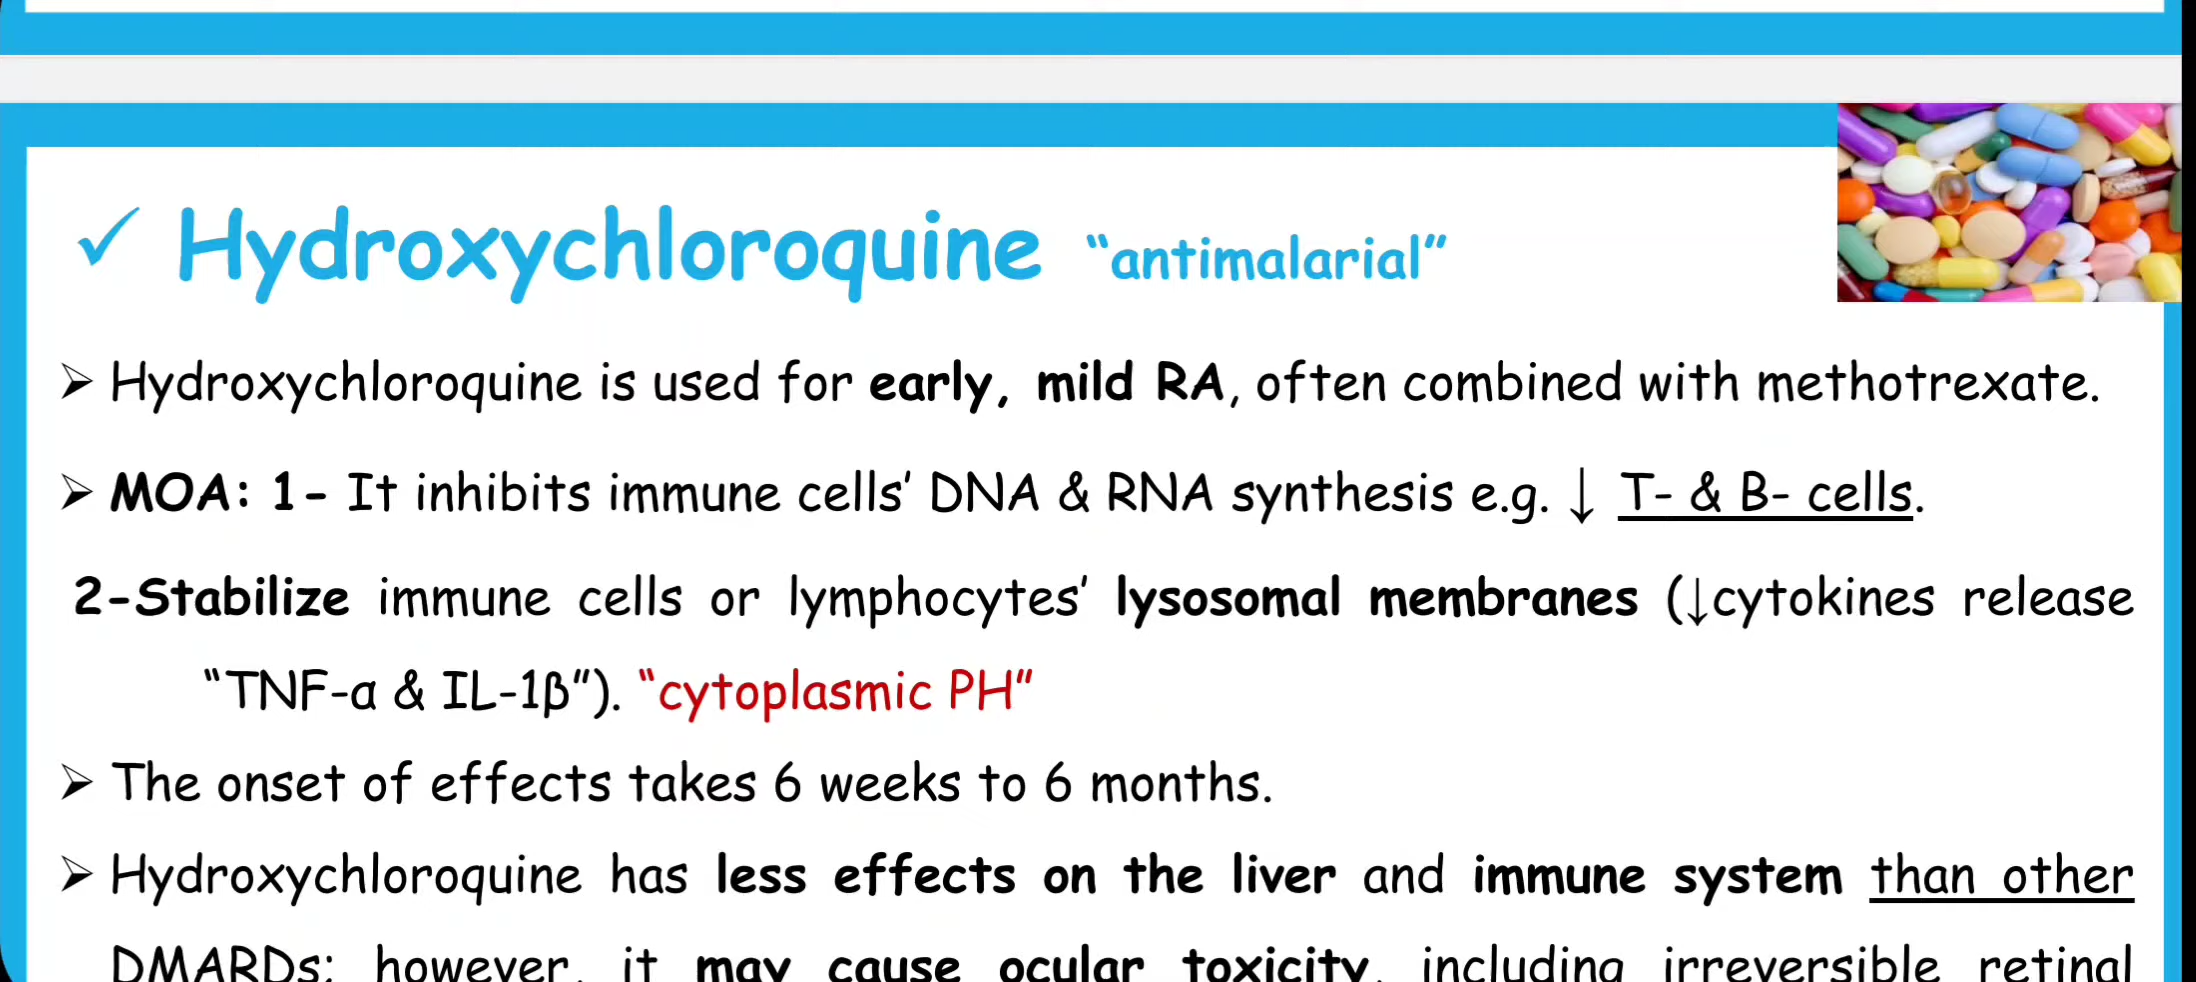 ✓ Hydroxychloroquine “antimalarial”
➢ Hydroxychloroquine is used for early, mild RA, often combined with methotrexate.
➢ MOA: 1- It inhibits immune cells’ DNA & RNA synthesis e.g. ↓ T- & B- cells.
2-Stabilize immune cells or lymphocytes’ lysosomal membranes (↓cytokines release
“TNF-α & IL-1β”). “cytoplasmic PH”
➢ The onset of effects takes 6 weeks to 6 months.
➢ Hydroxychloroquine has less effects on the liver and immune system than other
DMARDs; however, it may cause ocular toxicity, including irreversible retinal